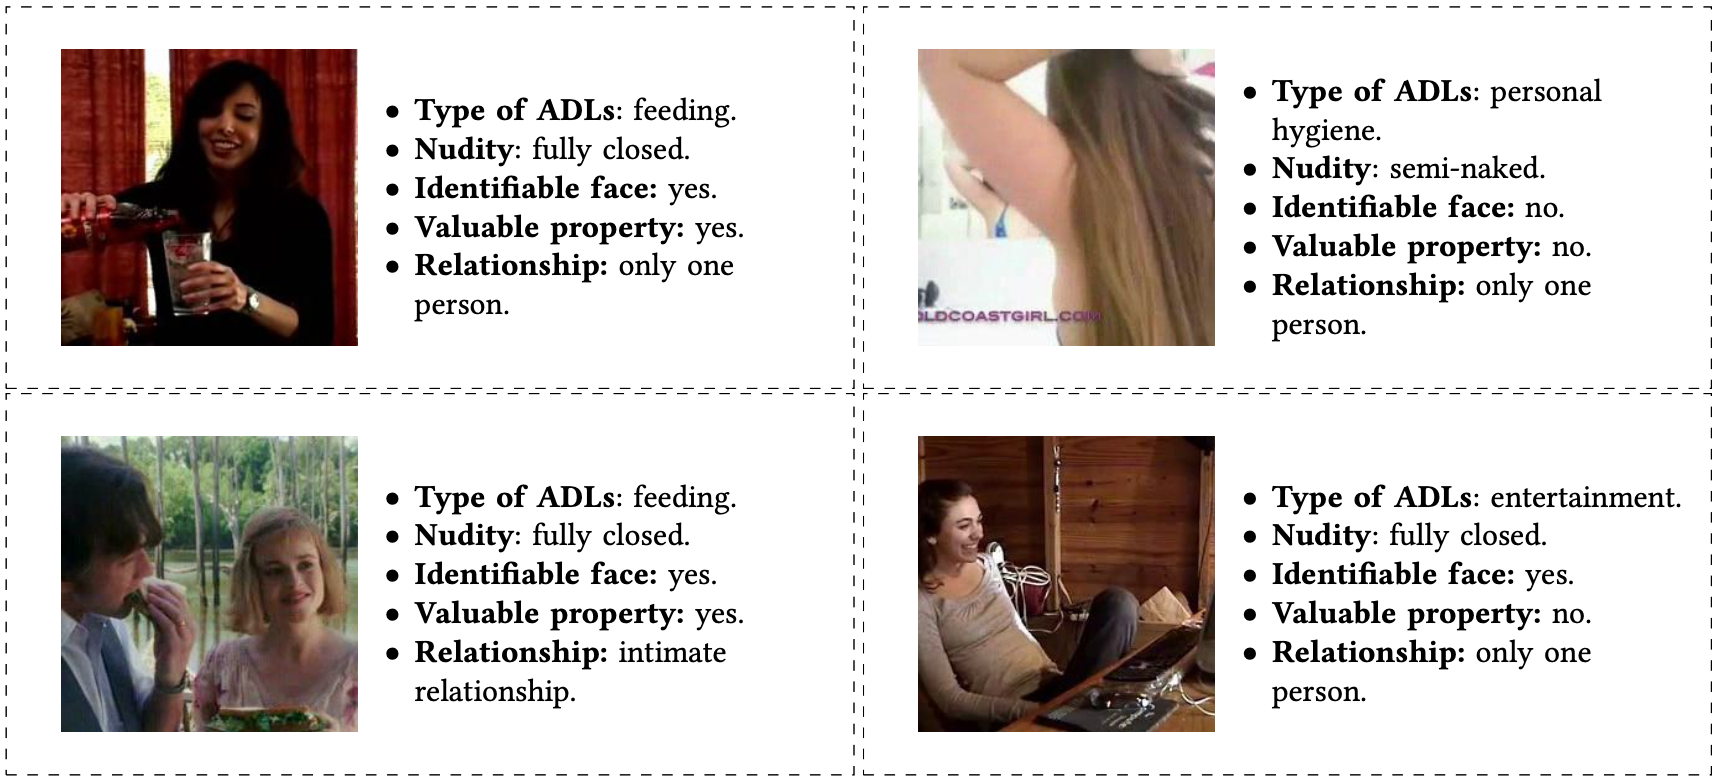 • Type of ADLs: feeding.
• Nudity: fully closed.
• Identifiable face: yes.
• Valuable property: yes.
• Relationship: only one
person.
• Type of ADLs: personal
hygiene.
• Nudity: semi-naked.
• Identifiable face: no.
• Valuable property: no.
• Relationship: only one
person.
OLDCOASTGIRL.COM
• Type of ADLs: feeding.
• Nudity: fully closed.
• Identifiable face: yes.
• Valuable property: yes.
• Relationship: intimate
relationship.
• Type of ADLs: entertainment.
• Nudity: fully closed.
• Identifiable face: yes.
• Valuable property: no.
• Relationship: only one
person.